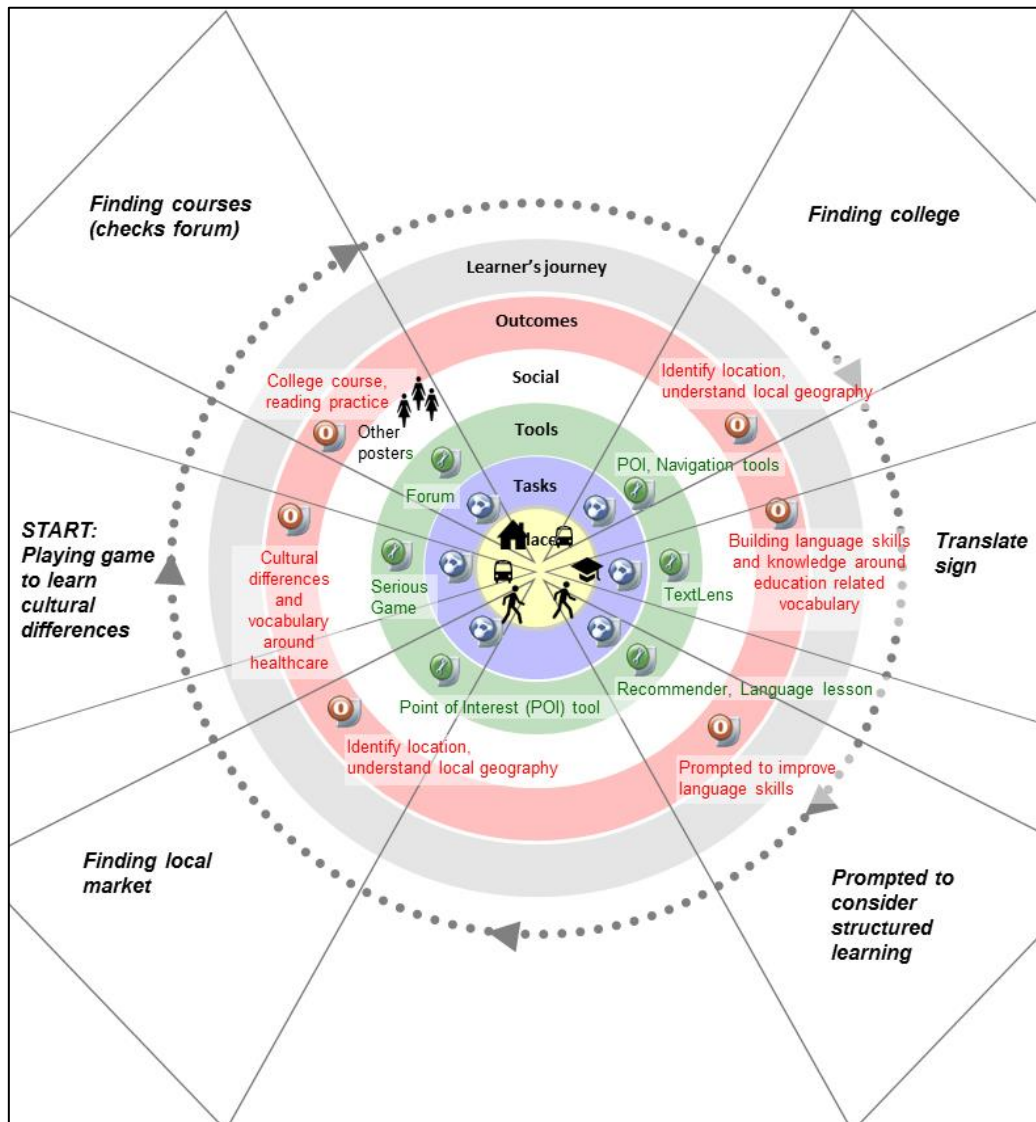 Finding courses
(checks forum)
Finding college
Learner's journey
Outcomes
Social
Tools
Tasks
Place
College course,
reading practice
Other
posters
Forum
Identify location,
understand local geography
POI, Navigation tools
START:
Playing game
to learn
cultural
differences
Cultural
differences
and
vocabulary
around
healthcare
Serious
Game
TextLens
Building language skills
and knowledge around
education related
vocabulary
Translate
sign
Point of Interest (POI) tool
Recommender, Language lesson
Identify location,
understand local geography
Prompted to improve
language skills
Finding local
market
Prompted to
consider
structured
learning